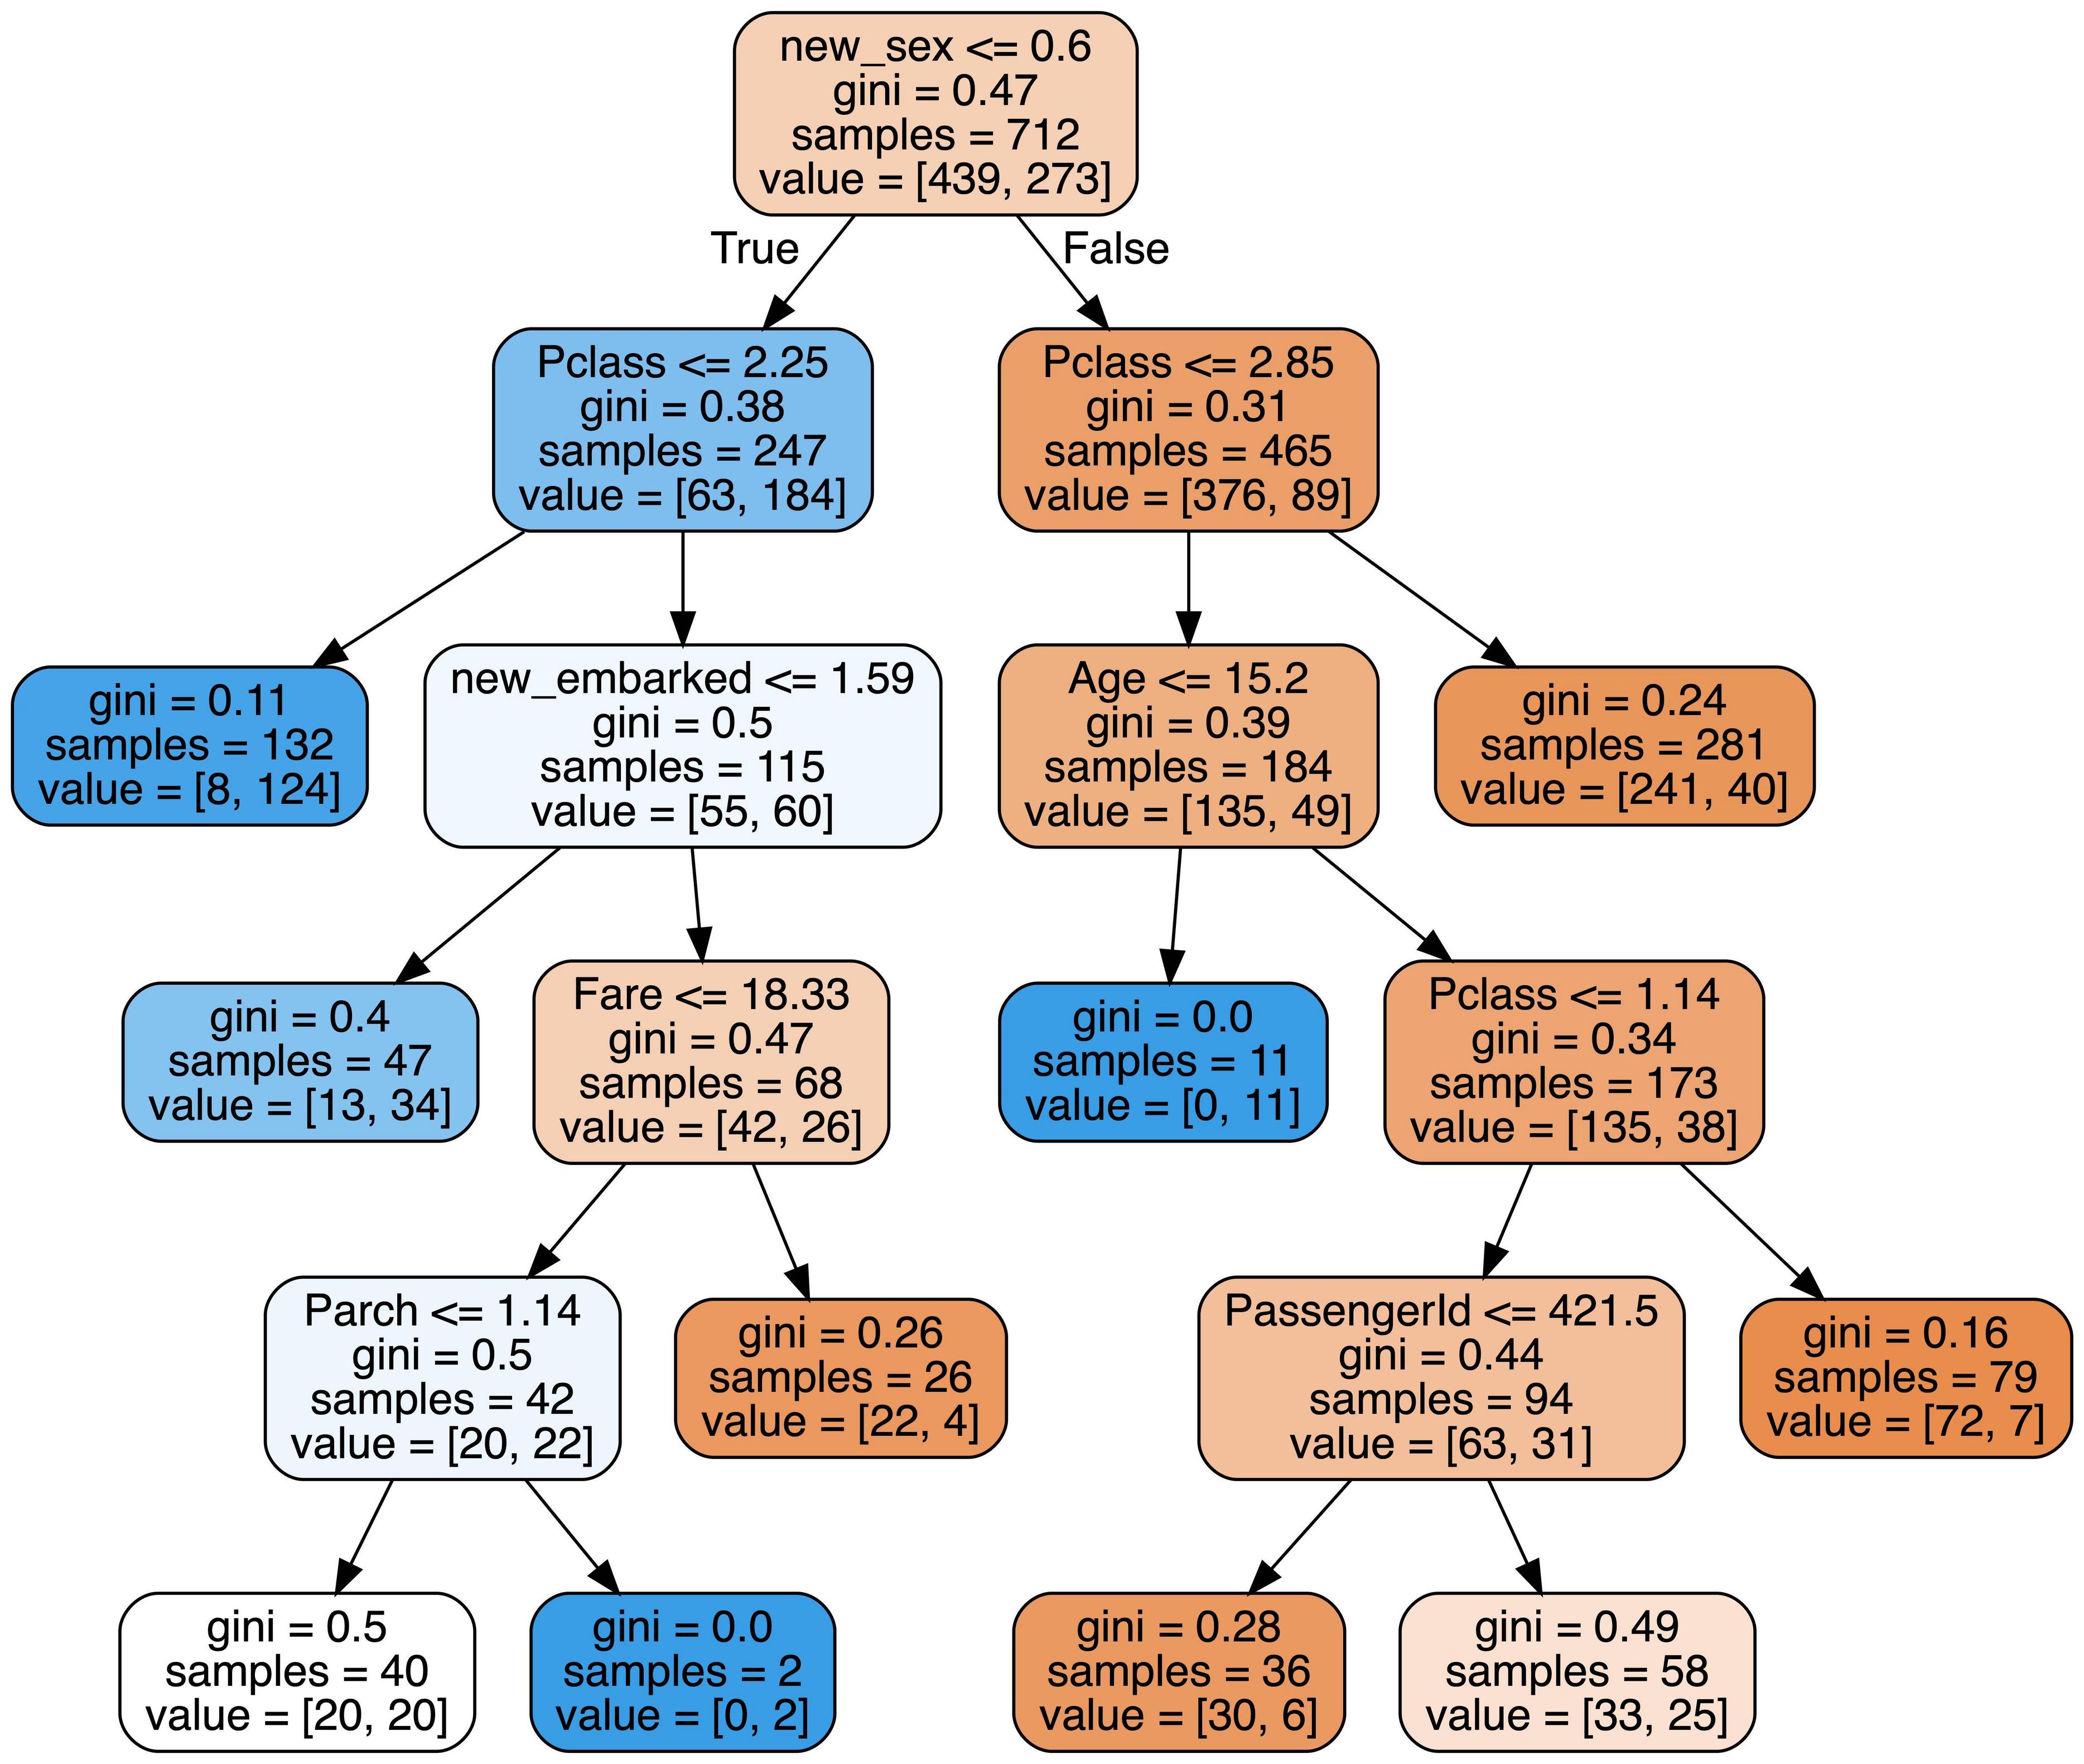 new_sex <= 0.6
gini = 0.47
samples = 712
value = [439, 273]
True
False
Pclass <= 2.25
gini = 0.38
samples = 247
value = [63, 184]
Pclass <= 2.85
gini = 0.31
samples = 465
value = [376, 89]
gini = 0.11
samples = 132
value = [8, 124]
new_embarked <= 1.59
gini = 0.5
samples = 115
value = [55, 60]
Age <= 15.2
gini = 0.39
samples = 184
value = [135, 49]
gini = 0.24
samples = 281
value = [241, 40]
gini = 0.4
samples = 47
value = [13, 34]
Fare <= 18.33
gini = 0.47
samples = 68
value = [42, 26]
gini = 0.0
samples = 11
value = [0, 11]
Pclass <= 1.14
gini = 0.34
samples = 173
value = [135, 38]
Parch <= 1.14
gini = 0.5
samples = 42
value = [20, 22]
gini = 0.26
samples = 26
value = [22, 4]
PassengerId <= 421.5
gini = 0.44
samples = 94
value = [63, 31]
gini = 0.16
samples = 79
value = [72, 7]
gini = 0.5
samples = 40
value = [20, 20]
gini = 0.0
samples = 2
value = [0, 2]
gini = 0.28
samples = 36
value = [30, 6]
gini = 0.49
samples = 58
value = [33, 25]